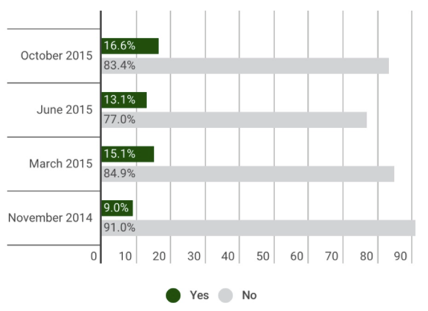 October 2015
16.6%
83.4%
June 2015
13.1%
77.0%
March 2015
15.1%
84.9%
November 2014
9.0%
91.0%
0 10 20 30 40 50 60 70 80 90
Yes No